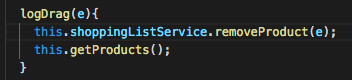 logDrag(e){
this.shoppingListService.removeProduct(e);
this.getProducts();
}